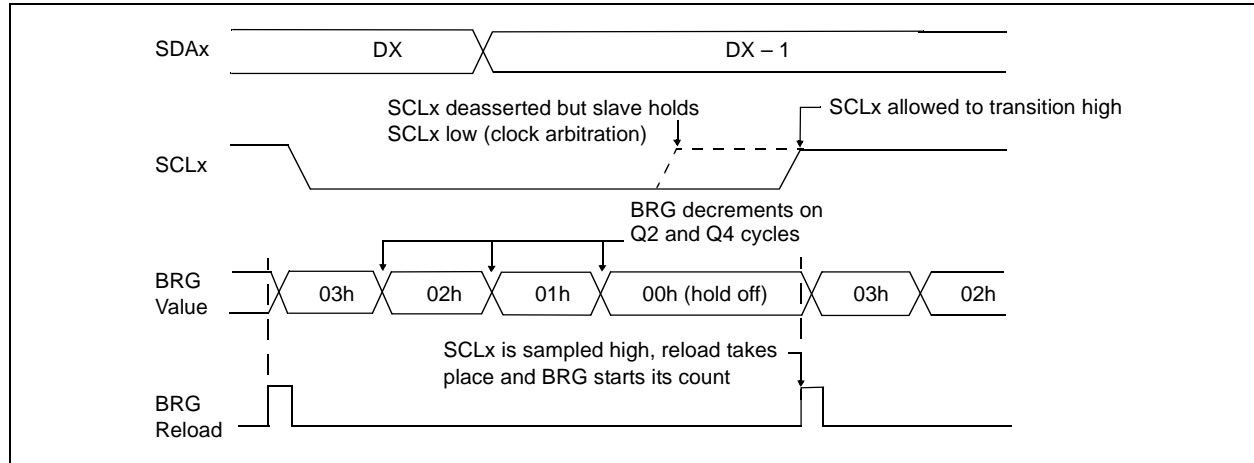 SDAx
DX
DX – 1
SCLx deasserted but slave holds
SCLx low (clock arbitration)
SCLx allowed to transition high
SCLx
BRG decrements on
Q2 and Q4 cycles
BRG
Value
03h
02h
01h
00h (hold off)
03h
02h
SCLx is sampled high, reload takes
place and BRG starts its count
BRG
Reload